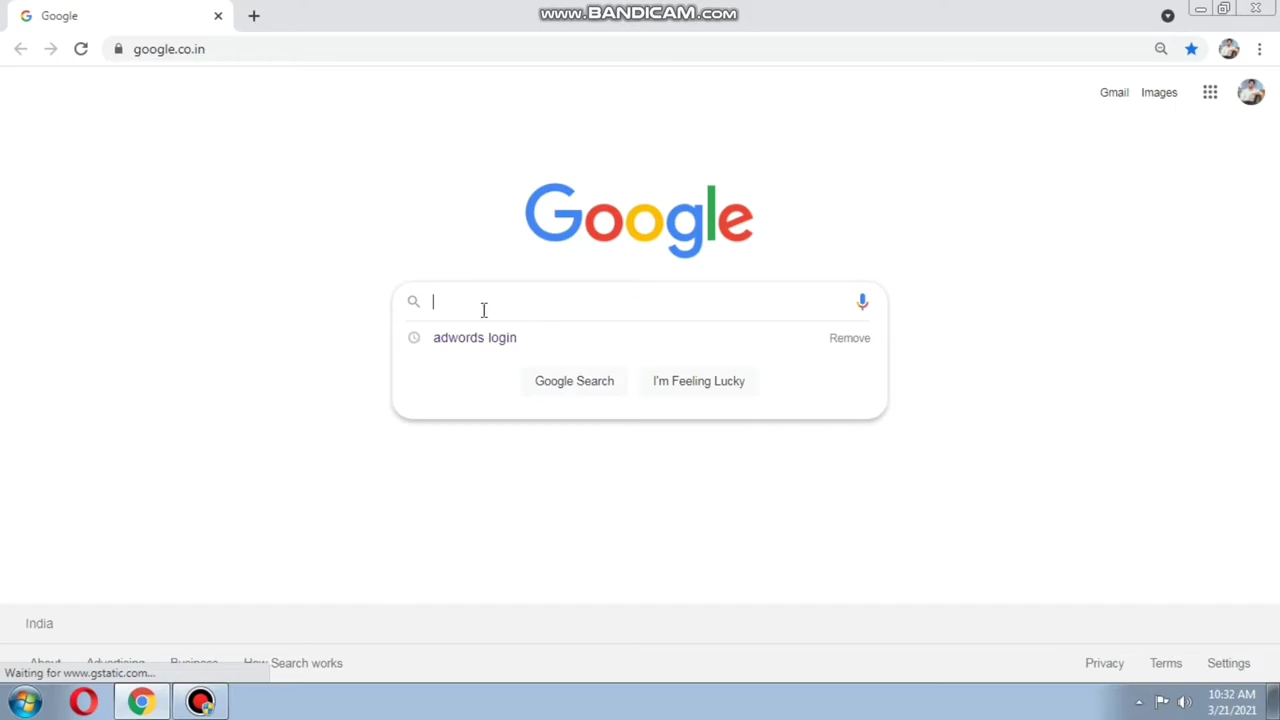 Google
www.BANDICAM.com
google.co.in
Gmail Images
Google
adwords login Remove
Google Search I'm Feeling Lucky
India
About Advertising Business How Search works Privacy Terms Settings
Waiting for www.gstatic.com...
10:32 AM
3/21/2021